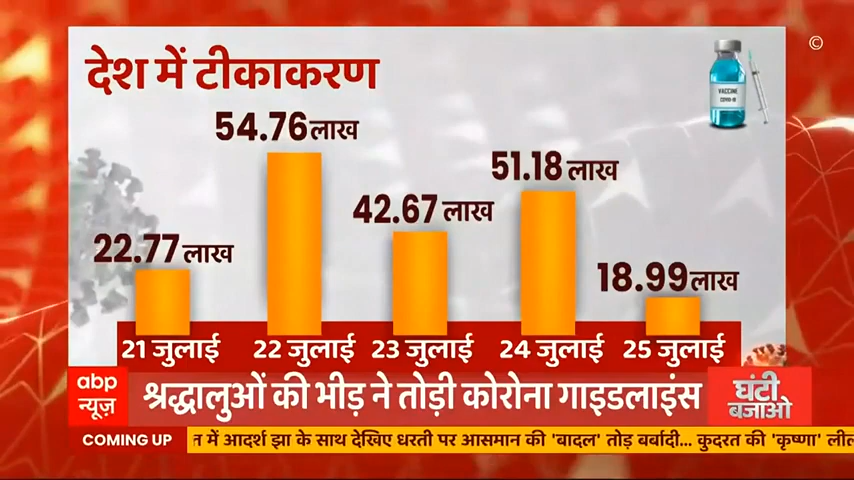 ©
देश में टीकाकरण
VACCINE
COVID-19
54.76 लाख
51.18 लाख
42.67 लाख
22.77 लाख
18.99 लाख
21 जुलाई 22 जुलाई 23 जुलाई 24 जुलाई 25 जुलाई
abp
न्यूज़
श्रद्धालुओं की भीड़ ने तोड़ी कोरोना गाइडलाइंस
घंटी
बजाओ
COMING UP
में आदर्श झा के साथ देखिए धरती पर आसमान की 'बादल' तोड़ बर्बादी... कुदरत की 'कृष्णा'